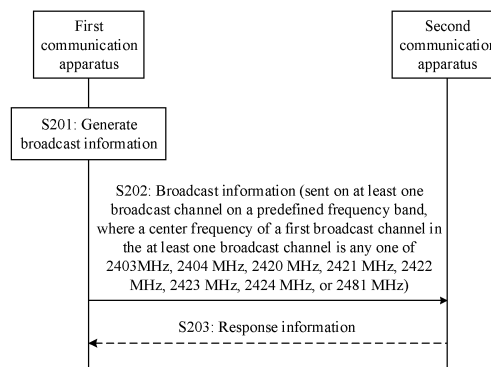 First
communication
apparatus
Second
communication
apparatus
S201: Generate
broadcast information
S202: Broadcast information (sent on at least one
broadcast channel on a predefined frequency band,
where a center frequency of a first broadcast channel in
the at least one broadcast channel is any one of
2403MHz, 2404 MHz, 2420 MHz, 2421 MHz, 2422
MHz, 2423 MHz, 2424 MHz, or 2481 MHz)
S203: Response information